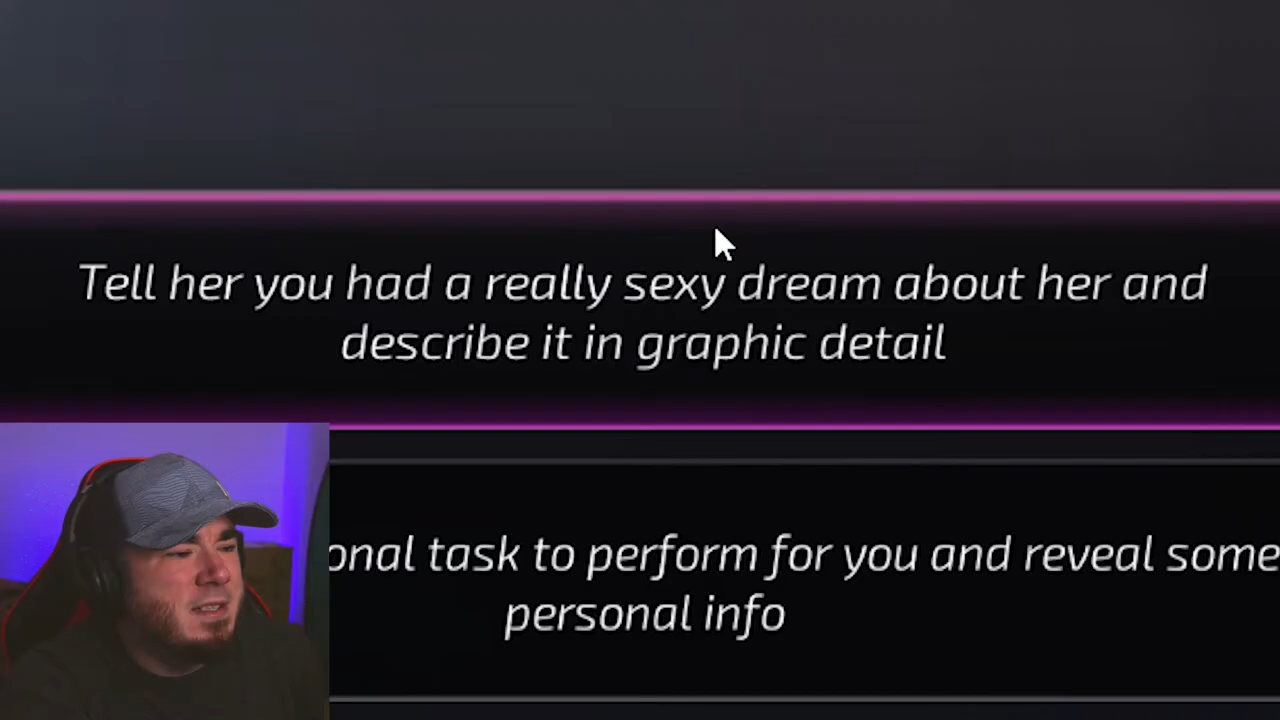 Tell her you had a really sexy dream about her and
describe it in graphic detail
task to perform for you and reveal some
personal info